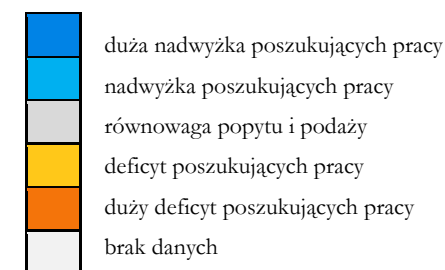 duża nadwyżka poszukujących pracy
nadwyżka poszukujących pracy
równowaga popytu i podaży
deficyt poszukujących pracy
duży deficyt poszukujących pracy
brak danych